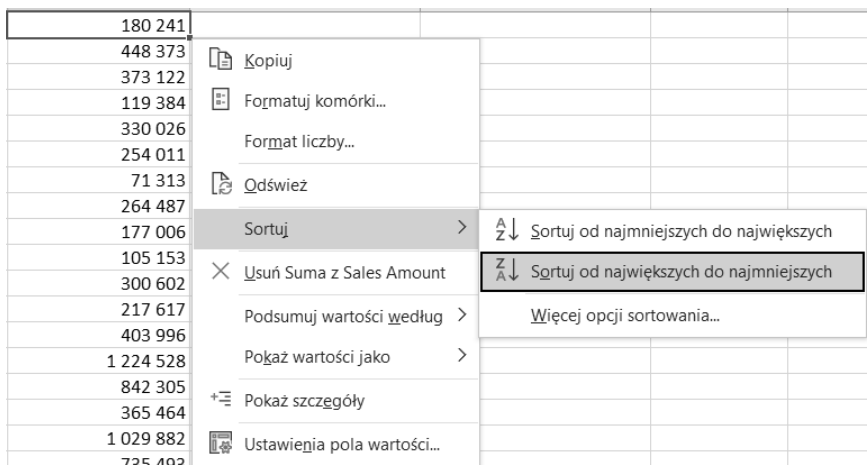 180 241
448 373
373 122
119 384
330 026
254 011
71 313
264 487
177 006
105 153
300 602
217 617
403 996
1 224 528
842 305
365 464
1 029 882
735 493
Kopiuj
Formatuj komórki...
Format liczby...
Odśwież
Sortuj
Usuń Suma z Sales Amount
Podsumuj wartości według
Pokaż wartości jako
Pokaż szczegóły
Ustawienia pola wartości...
Sortuj od najmniejszych do największych
Sortuj od największych do najmniejszych
Więcej opcji sortowania...